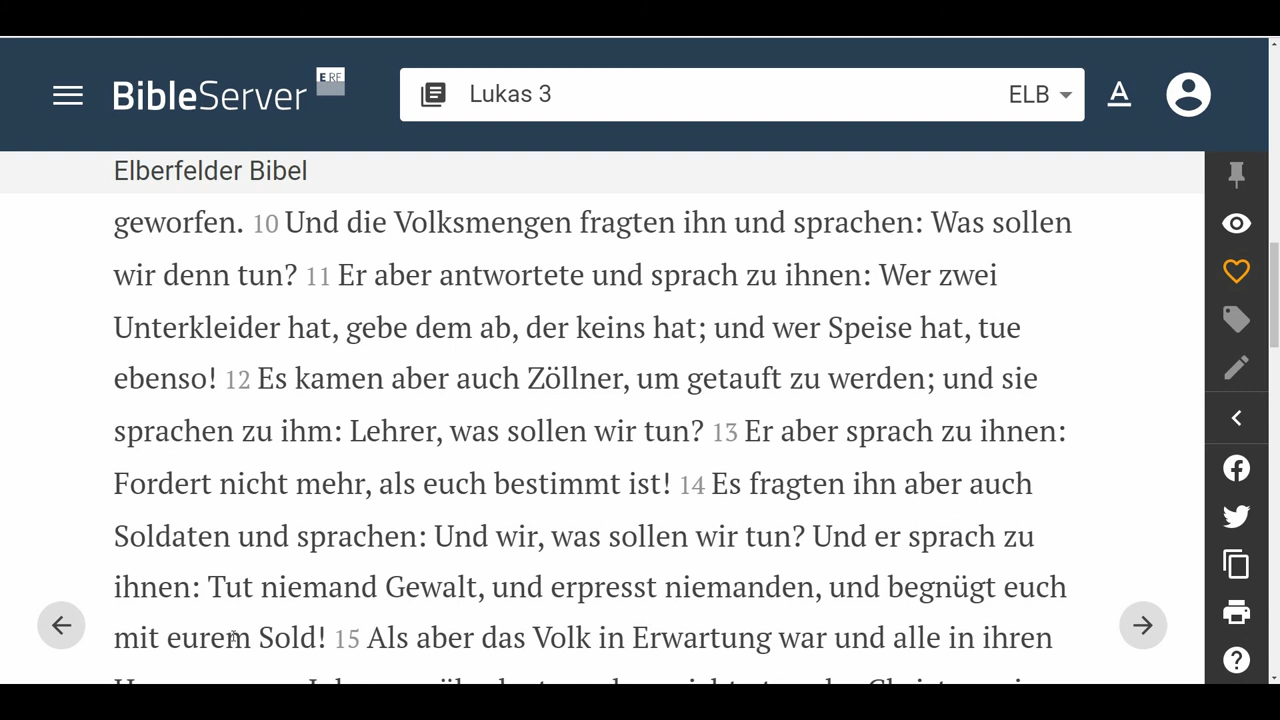 BibleServer
ERF
Lukas 3
ELB
A
Elberfelder Bibel
geworfen. 10 Und die Volksmengen fragten ihn und sprachen: Was sollen
wir denn tun? 11 Er aber antwortete und sprach zu ihnen: Wer zwei
Unterkleider hat, gebe dem ab, der keins hat; und wer Speise hat, tue
ebenso! 12 Es kamen aber auch Zöllner, um getauft zu werden; und sie
sprachen zu ihm: Lehrer, was sollen wir tun? 13 Er aber sprach zu ihnen:
Fordert nicht mehr, als euch bestimmt ist! 14 Es fragten ihn aber auch
Soldaten und sprachen: Und wir, was sollen wir tun? Und er sprach zu
ihnen: Tut niemand Gewalt, und erpresst niemanden, und begnügt euch
mit eurem Sold! 15 Als aber das Volk in Erwartung war und alle in ihren